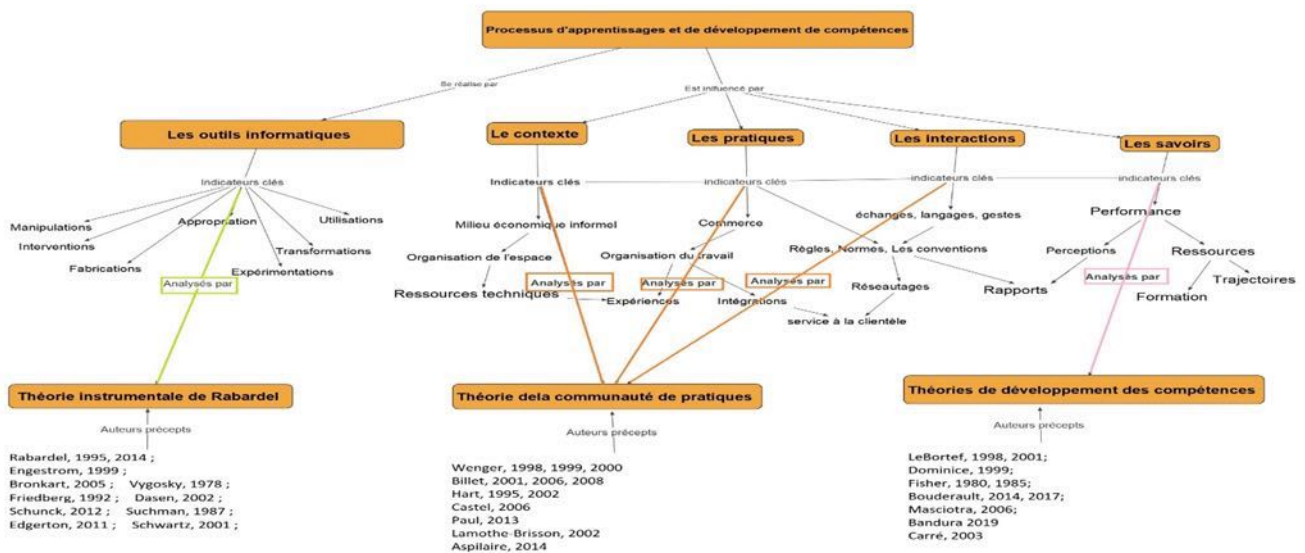 Processus d'apprentissages et de développement de compétences
Se réalise par
Est influencé par
Les outils informatiques
Le contexte
Les pratiques
Les interactions
Les savoirs
Indicateurs clés
Indicateurs clés
indicateurs clés
indicateurs clés
indicateurs clés
Manipulations
Interventions
Fabrications
Appropriation
Expérimentations
Transformations
Utilisations
Analysés par
Milieu économique informel
Organisation de l'espace
Ressources techniques
Analysés par
Commerce
Organisation du travail
Analysés par
Expériences
Intégrations
échanges, langages, gestes
Règles, Normes, Les conventions
Analysés par
Réseautages
service à la clientèle
Performance
Perceptions
Ressources
Analysés par
Rapports
Formation
Trajectoires
Théorie instrumentale de Rabardel
Théorie dela communauté de pratiques
Théories de développement des compétences
Auteurs précepts
Rabardel, 1995, 2014 ;
Engestrom, 1999 ;
Bronkart, 2005 ; Vygosky, 1978 ;
Friedberg, 1992 ; Dasen, 2002 ;
Schunck, 2012 ; Suchman, 1987 ;
Edgerton, 2011 ; Schwartz, 2001 ;
Auteurs précepts
Wenger, 1998, 1999, 2000
Billet, 2001, 2006, 2008
Hart, 1995, 2002
Castel, 2006
Paul, 2013
Lamothe-Brisson, 2002
Aspilaire, 2014
Auteurs précepts
LeBortef, 1998, 2001;
Dominice, 1999;
Fisher, 1980, 1985;
Bouderault, 2014, 2017;
Masciotra, 2006;
Bandura 2019
Carré, 2003